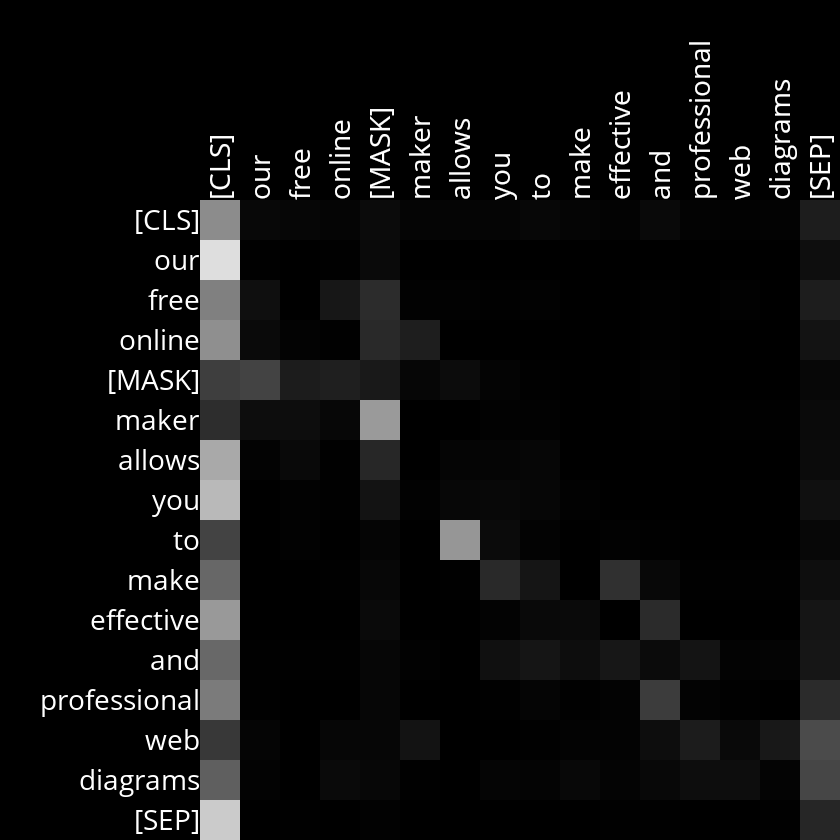 [CLS] our free online [MASK] maker allows you to make effective and professional web diagrams [SEP]
[CLS]
our
free
online
[MASK]
maker
allows
you
to
make
effective
and
professional
web
diagrams
[SEP]